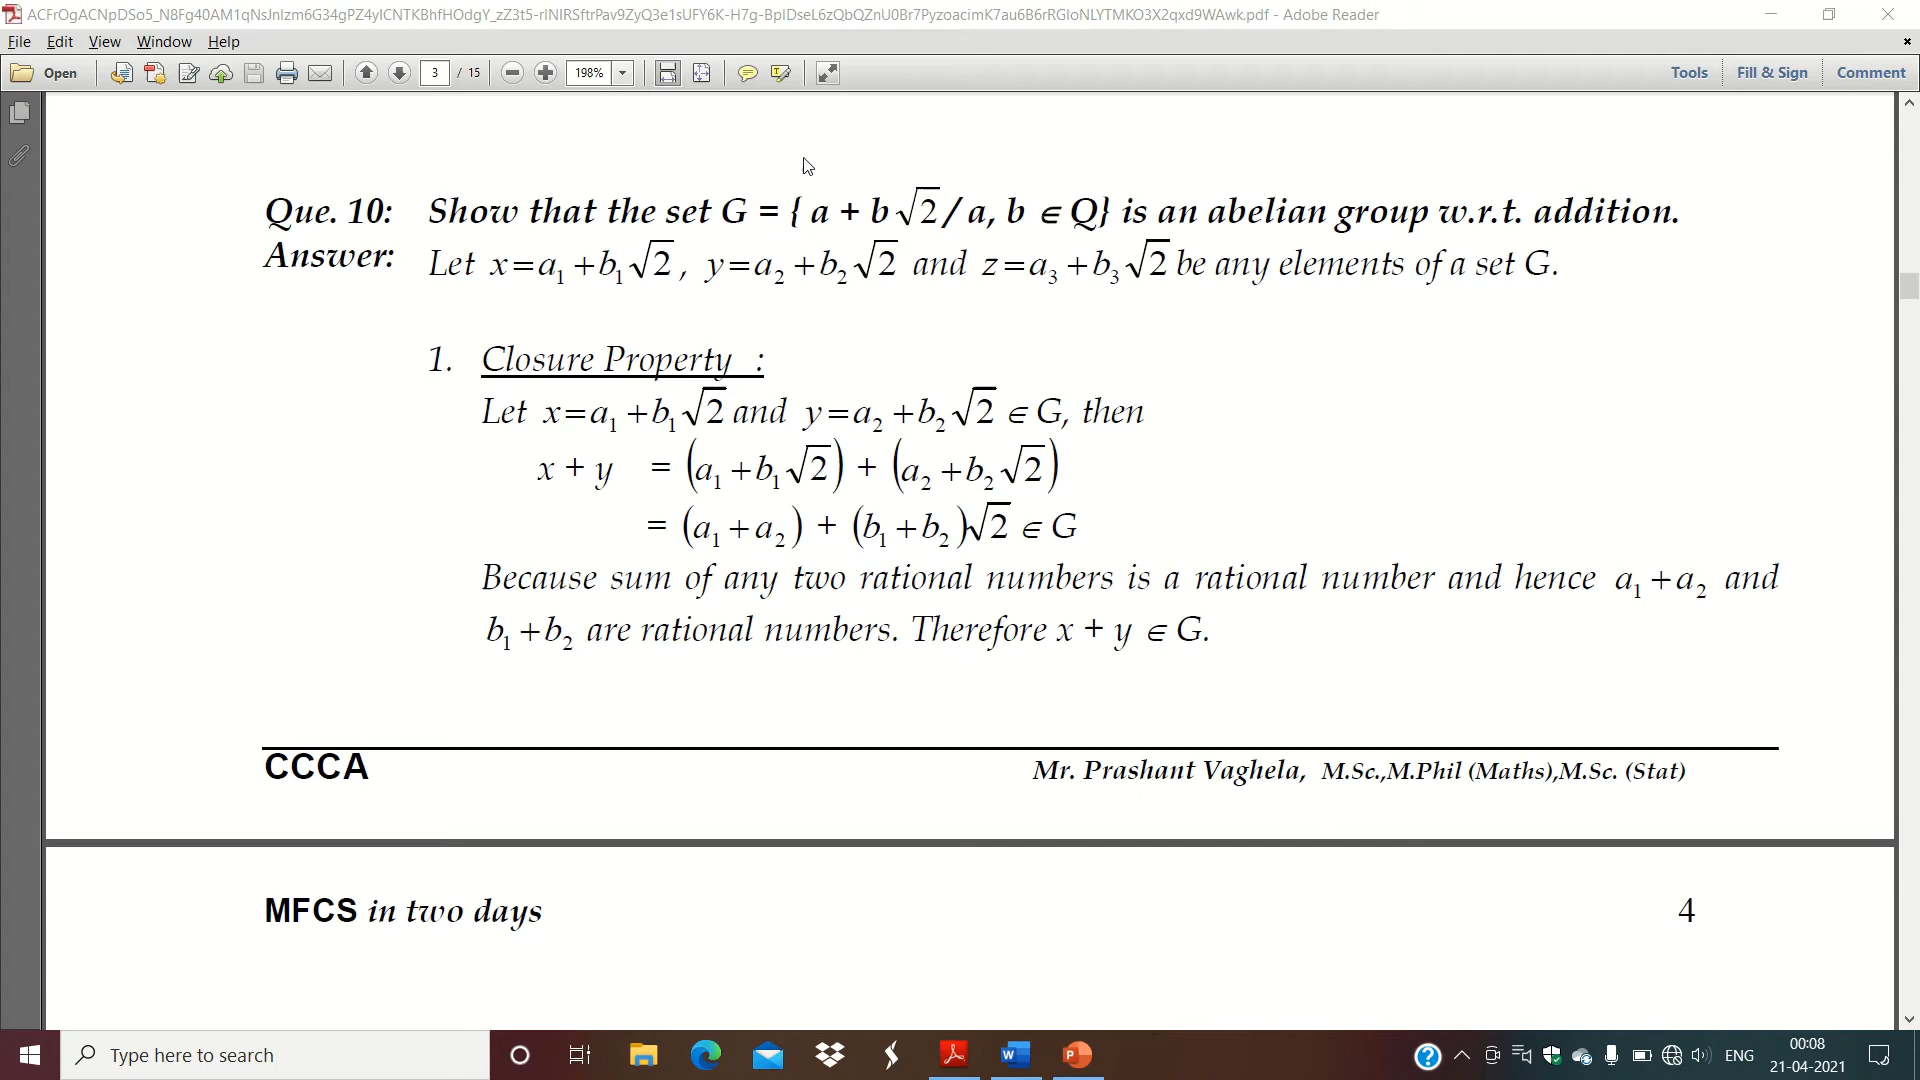 ACFrOgACNpDSo5_N8Fg40AM1qNsJnIzm6G34gPZ4yICNTKBhfHOdgY_zZ3t5-rINIRSftrPav9ZyQ3e1sUFY6K-H7g-BpIDseL6zQbQZnU0Br7PyzoacimK7au6B6rRGIoNLYTMKO3X2qxd9WAwk.pdf - Adobe Reader
File Edit View Window Help
Open 3 / 15 198% Tools Fill & Sign Comment
Que. 10: Show that the set G = { a + b√2 / a, b ∈ Q} is an abelian group w.r.t. addition.
Answer: Let x = a₁ + b₁√2 , y = a₂ + b₂√2 and z = a₃ + b₃√2 be any elements of a set G.
1. Closure Property :
Let x = a₁ + b₁√2 and y = a₂ + b₂√2 ∈ G, then
x + y = (a₁ + b₁√2) + (a₂ + b₂√2)
= (a₁ + a₂) + (b₁ + b₂)√2 ∈ G
Because sum of any two rational numbers is a rational number and hence a₁ + a₂ and
b₁ + b₂ are rational numbers. Therefore x + y ∈ G.
CCCA Mr. Prashant Vaghela, M.Sc.,M.Phil (Maths),M.Sc. (Stat)
MFCS in two days 4
Type here to search ENG 00:08
21-04-2021